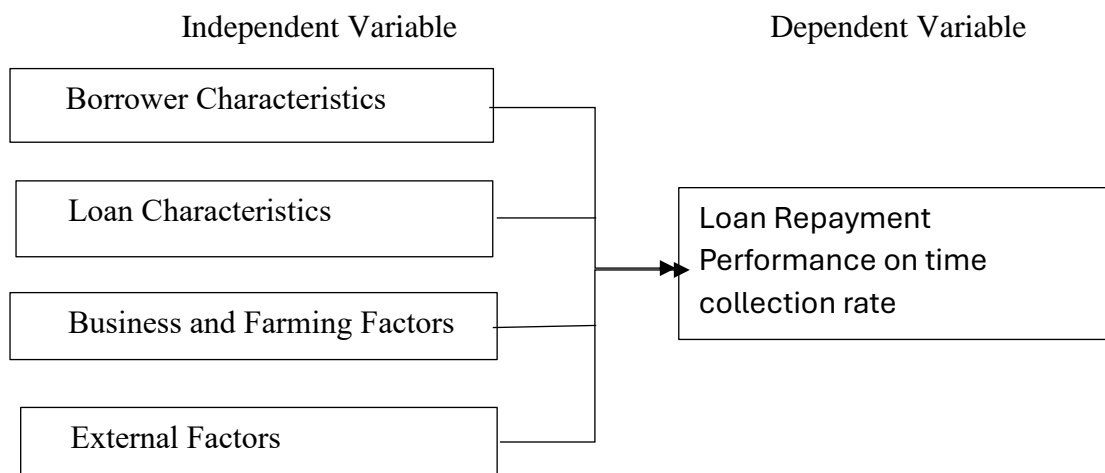 Independent Variable
Dependent Variable
Borrower Characteristics
Loan Characteristics
Business and Farming Factors
External Factors
Loan Repayment
Performance on time
collection rate